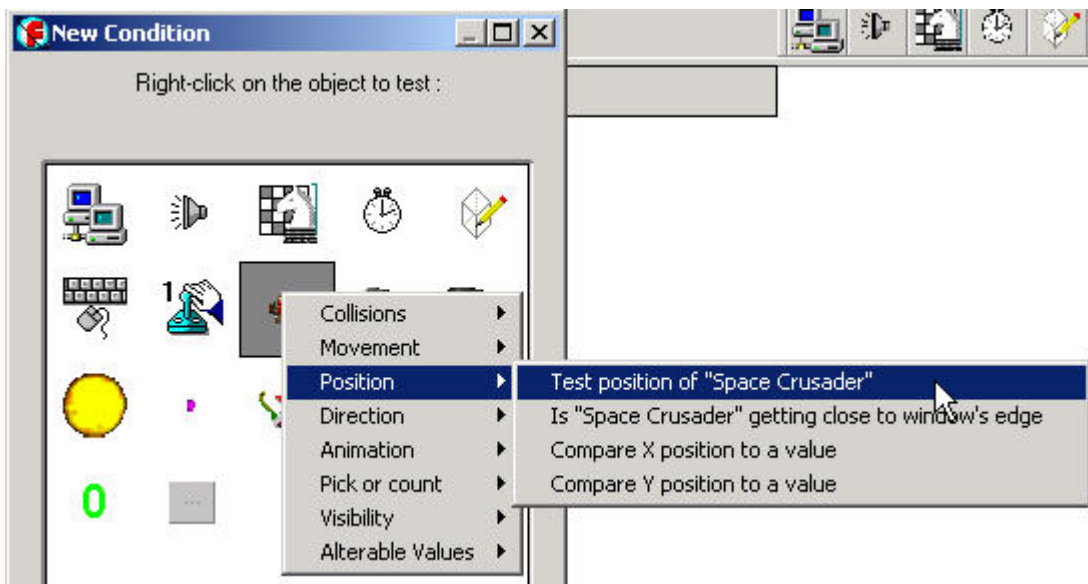 New Condition
Right-click on the object to test :
1
0
...
Collisions
Movement
Position
Direction
Animation
Pick or count
Visibility
Alterable Values
Test position of "Space Crusader"
Is "Space Crusader" getting close to window's edge
Compare X position to a value
Compare Y position to a value